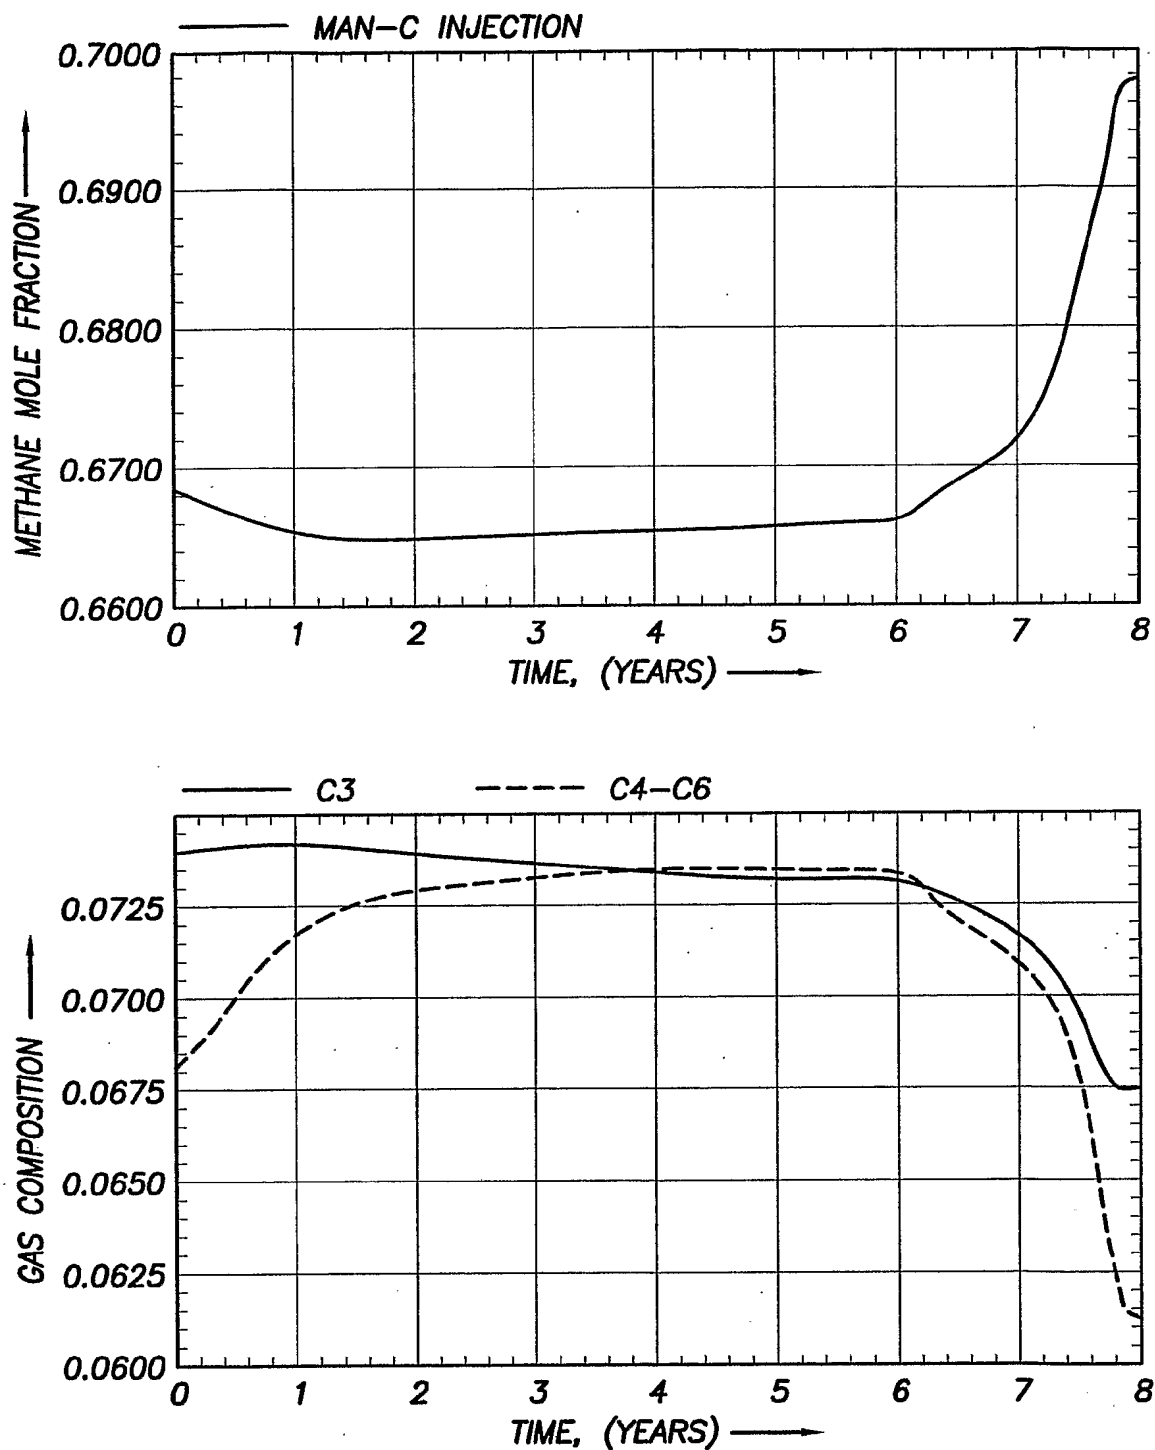 MAN-C INJECTION
METHANE MOLE FRACTION
0.7000
0.6900
0.6800
0.6700
0.6600
0 1 2 3 4 5 6 7 8
TIME, (YEARS)
C3 C4-C6
GAS COMPOSITION
0.0725
0.0700
0.0675
0.0650
0.0625
0.0600
0 1 2 3 4 5 6 7 8
TIME, (YEARS)